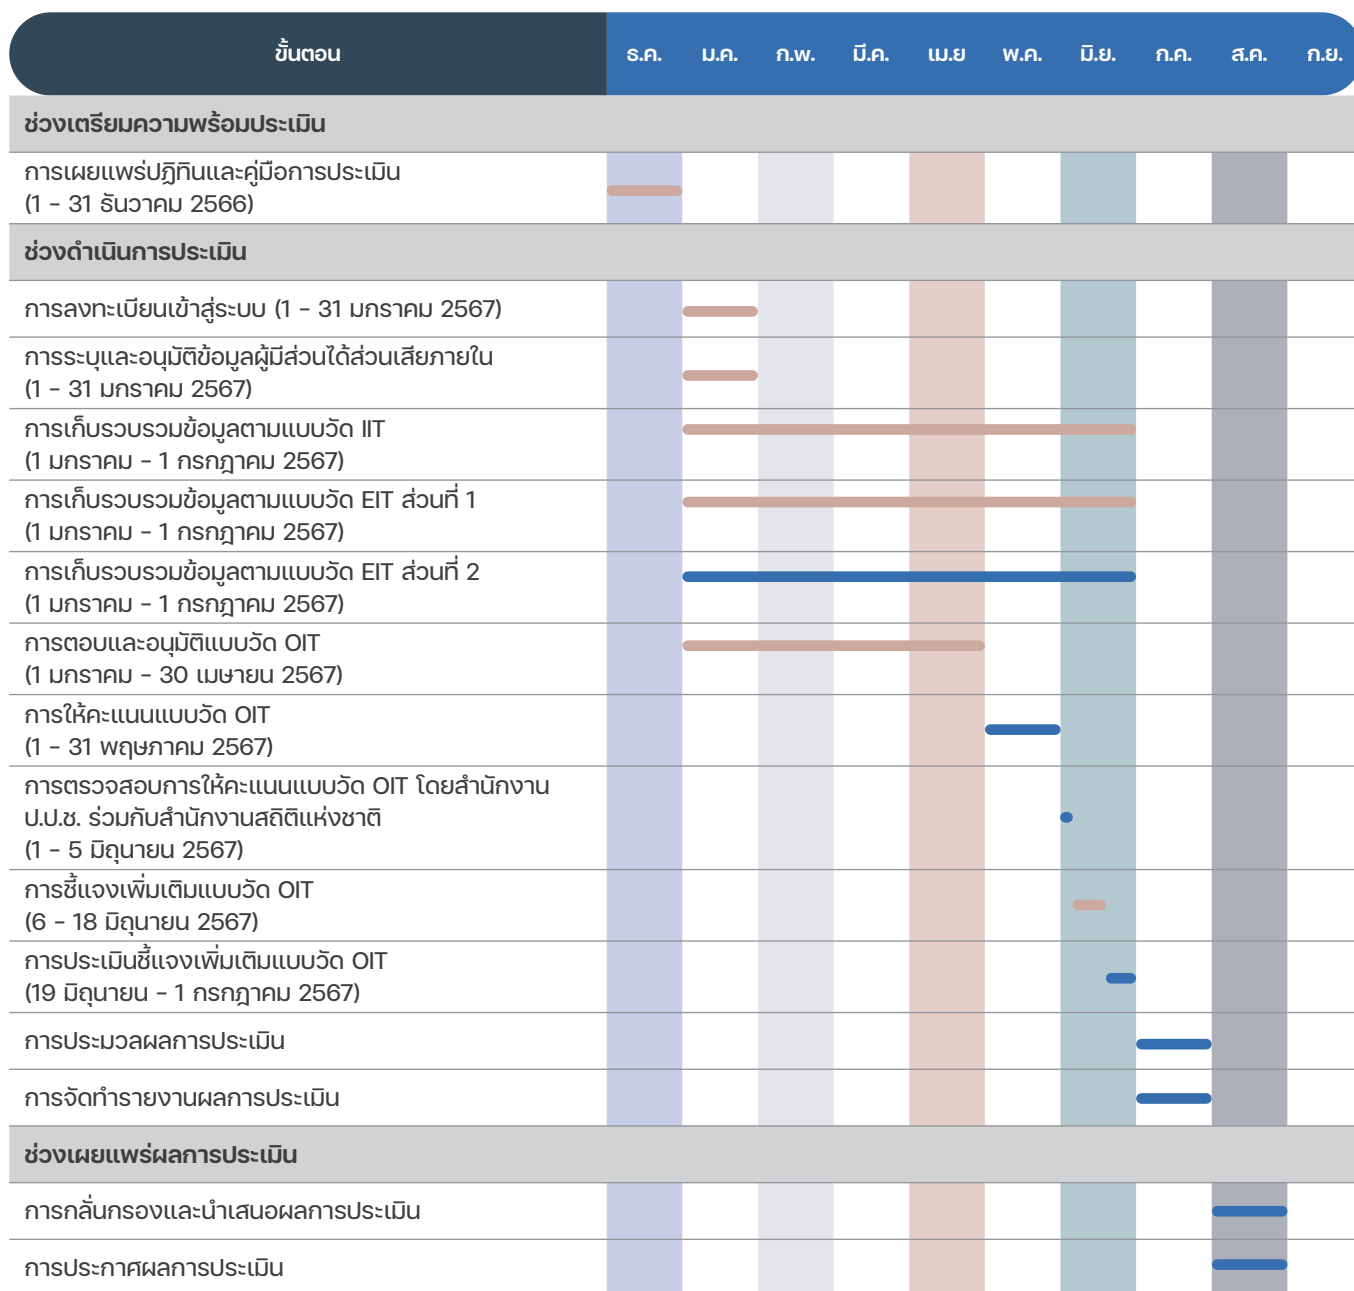 ขั้นตอน ธ.ค. ม.ค. ก.พ. มี.ค. เม.ย พ.ค. มิ.ย. ก.ค. ส.ค. ก.ย.
ช่วงเตรียมความพร้อมประเมิน
การเผยแพร่ปฏิทินและคู่มือการประเมิน
(1 - 31 ธันวาคม 2566)
ช่วงดำเนินการประเมิน
การลงทะเบียนเข้าสู่ระบบ (1 - 31 มกราคม 2567)
การระบุและอนุมัติข้อมูลผู้มีส่วนได้ส่วนเสียภายใน
(1 - 31 มกราคม 2567)
การเก็บรวบรวมข้อมูลตามแบบวัด IIT
(1 มกราคม - 1 กรกฎาคม 2567)
การเก็บรวบรวมข้อมูลตามแบบวัด EIT ส่วนที่ 1
(1 มกราคม - 1 กรกฎาคม 2567)
การเก็บรวบรวมข้อมูลตามแบบวัด EIT ส่วนที่ 2
(1 มกราคม - 1 กรกฎาคม 2567)
การตอบและอนุมัติแบบวัด OIT
(1 มกราคม - 30 เมษายน 2567)
การให้คะแนนแบบวัด OIT
(1 - 31 พฤษภาคม 2567)
การตรวจสอบการให้คะแนนแบบวัด OIT โดยสำนักงาน
ป.ป.ช. ร่วมกับสำนักงานสถิติแห่งชาติ
(1 - 5 มิถุนายน 2567)
การชี้แจงเพิ่มเติมแบบวัด OIT
(6 - 18 มิถุนายน 2567)
การประเมินชี้แจงเพิ่มเติมแบบวัด OIT
(19 มิถุนายน - 1 กรกฎาคม 2567)
การประมวลผลการประเมิน
การจัดทำรายงานผลการประเมิน
ช่วงเผยแพร่ผลการประเมิน
การกลั่นกรองและนำเสนอผลการประเมิน
การประกาศผลการประเมิน